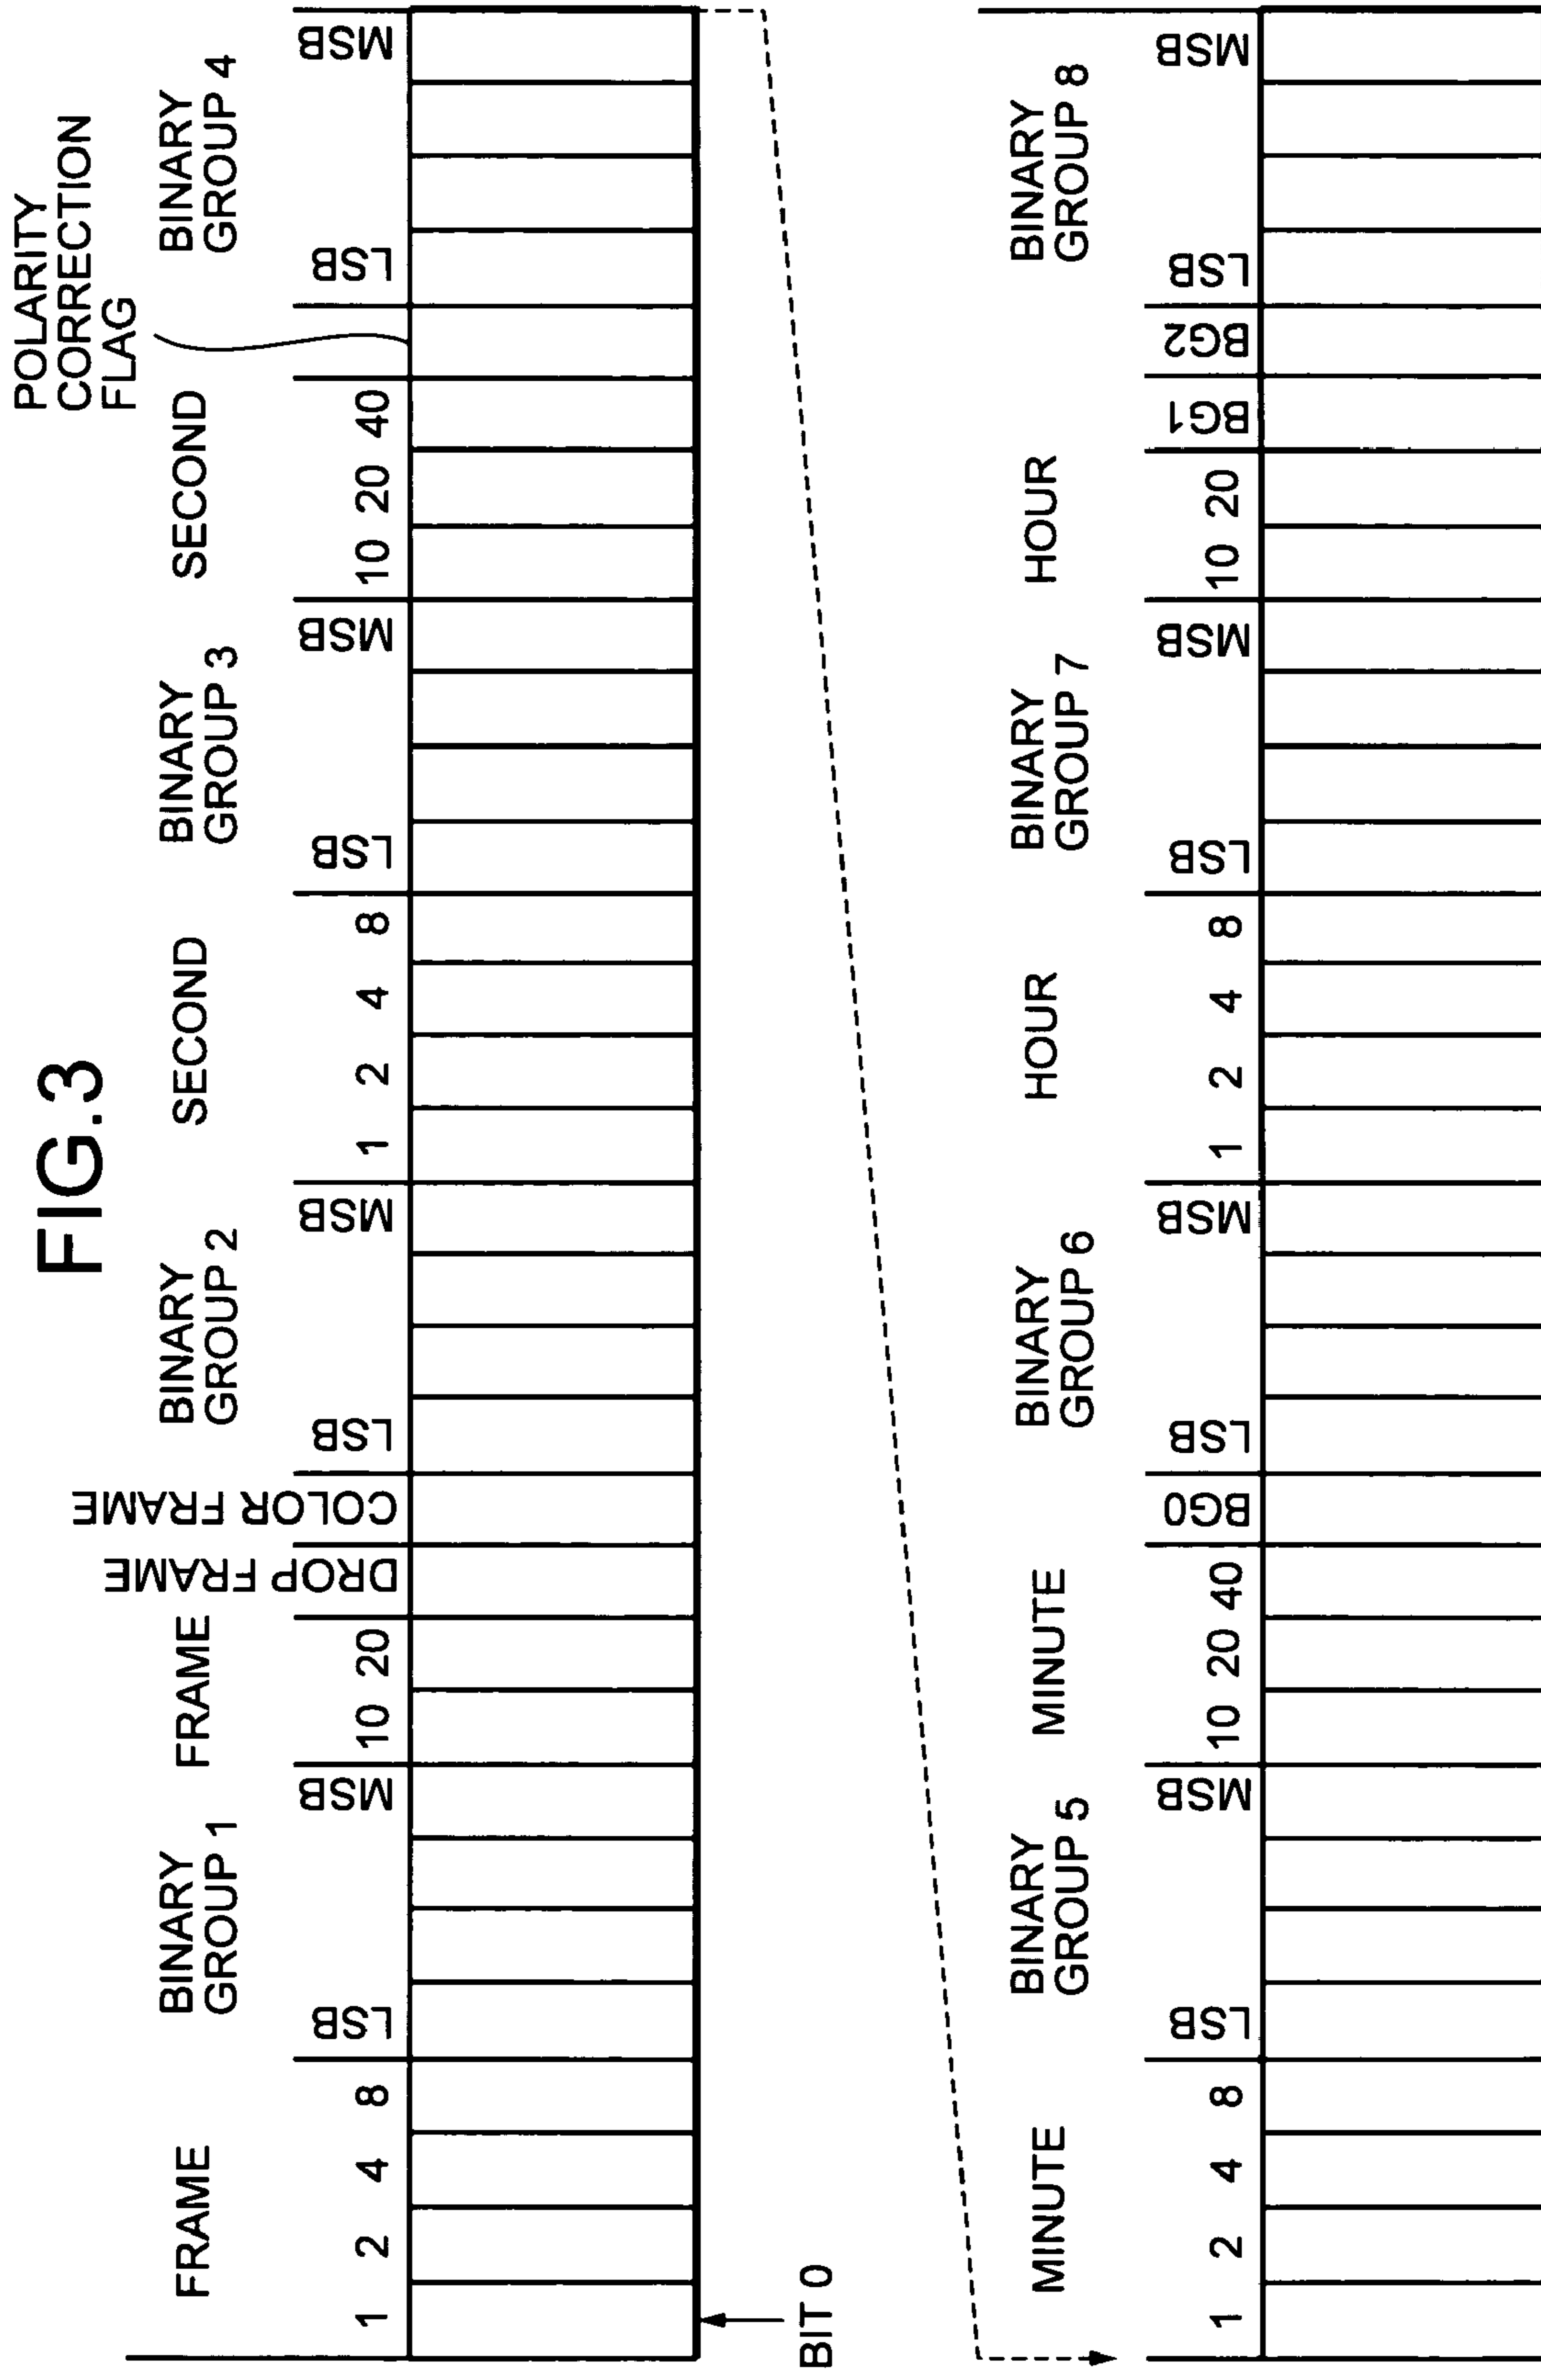 FIG.3
POLARITY
CORRECTION
FLAG
FRAME
BINARY
GROUP 1
FRAME
DROP FRAME
COLOR FRAME
BINARY
GROUP 2
SECOND
BINARY
GROUP 3
SECOND
BINARY
GROUP 4
1 2 4 8 LSB MSB 10 20 LSB MSB 1 2 4 8 LSB MSB 10 20 40 LSB MSB
BIT 0
MINUTE
BINARY
GROUP 5
MINUTE
BINARY
GROUP 6
HOUR
BINARY
GROUP 7
HOUR
BINARY
GROUP 8
1 2 4 8 LSB MSB 10 20 40 BG0 LSB MSB 1 2 4 8 LSB MSB 10 20 BG1 BG2 LSB MSB